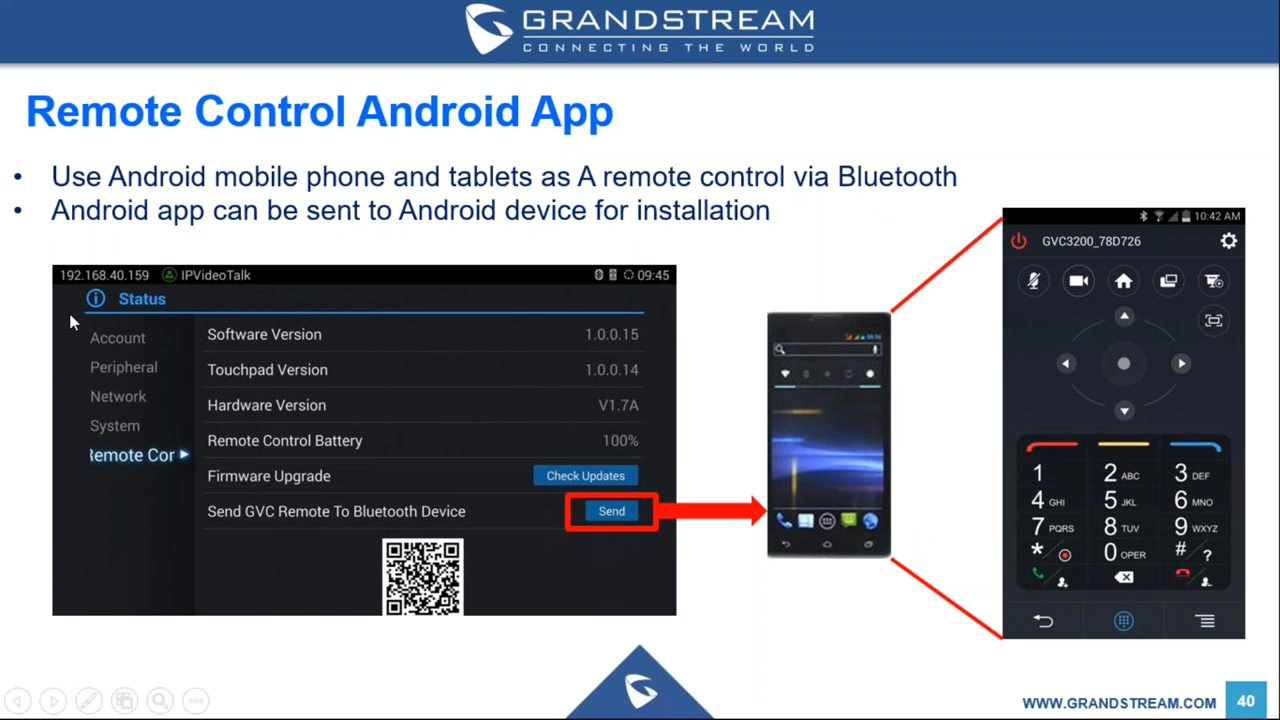 GRANDSTREAM
CONNECTING THE WORLD
Remote Control Android App
• Use Android mobile phone and tablets as A remote control via Bluetooth
• Android app can be sent to Android device for installation
192.168.40.159 IPVideoTalk 09:45
Status
Account
Peripheral
Network
System
Remote Cor
Software Version 1.0.0.15
Touchpad Version 1.0.0.14
Hardware Version V1.7A
Remote Control Battery 100%
Firmware Upgrade Check Updates
Send GVC Remote To Bluetooth Device Send
10:42 AM
GVC3200_78D726
1 2 ABC 3 DEF
4 GHI 5 JKL 6 MNO
7 PQRS 8 TUV 9 WXYZ
* 0 OPER # ?
WWW.GRANDSTREAM.COM 40